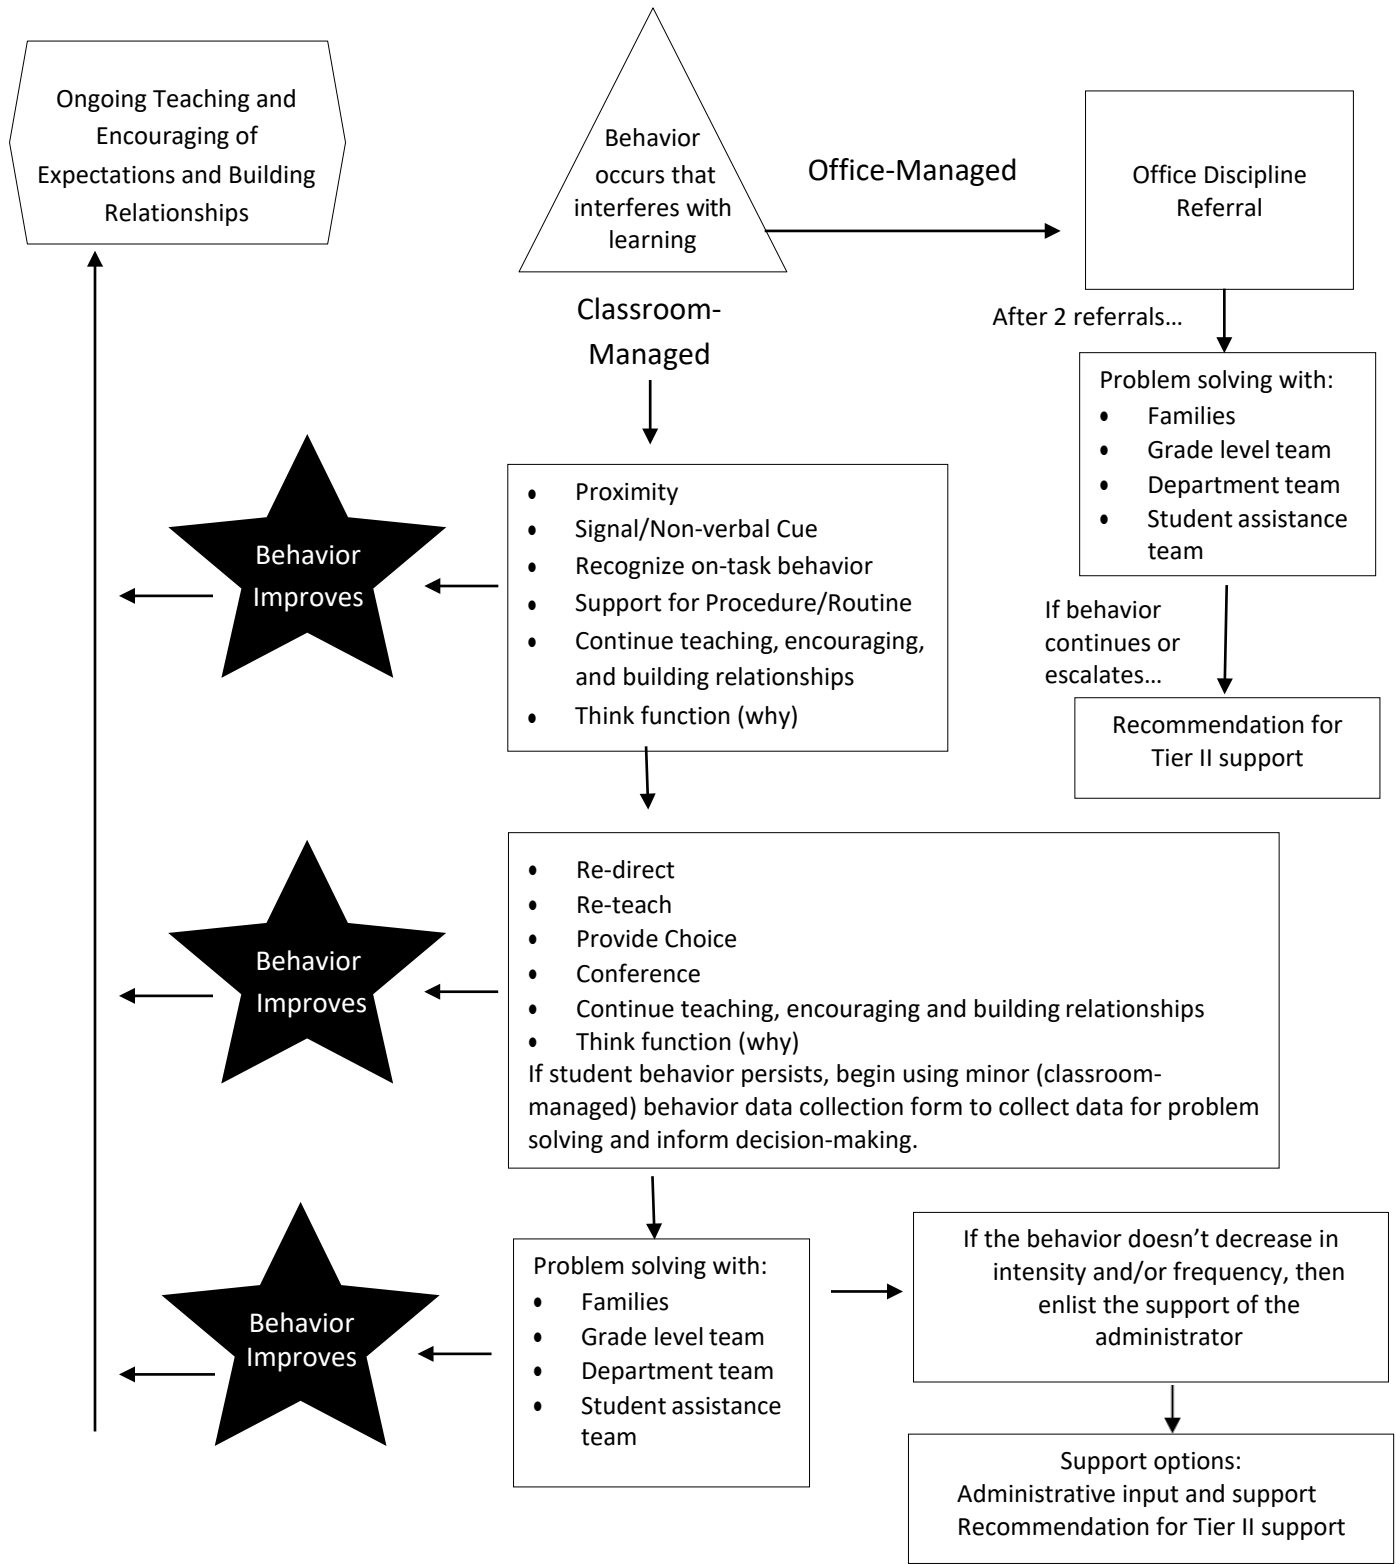 Ongoing Teaching and
Encouraging of
Expectations and Building
Relationships
Behavior
occurs that
interferes with
learning
Office-Managed
Office Discipline
Referral
Classroom-
Managed
After 2 referrals…
Problem solving with:
• Families
• Grade level team
• Department team
• Student assistance
team
If behavior
continues or
escalates…
Recommendation for
Tier II support
Behavior
Improves
• Proximity
• Signal/Non-verbal Cue
• Recognize on-task behavior
• Support for Procedure/Routine
• Continue teaching, encouraging,
and building relationships
• Think function (why)
Behavior
Improves
• Re-direct
• Re-teach
• Provide Choice
• Conference
• Continue teaching, encouraging and building relationships
• Think function (why)
If student behavior persists, begin using minor (classroom-
managed) behavior data collection form to collect data for problem
solving and inform decision-making.
Behavior
Improves
Problem solving with:
• Families
• Grade level team
• Department team
• Student assistance
team
If the behavior doesn’t decrease in
intensity and/or frequency, then
enlist the support of the
administrator
Support options:
Administrative input and support
Recommendation for Tier II support